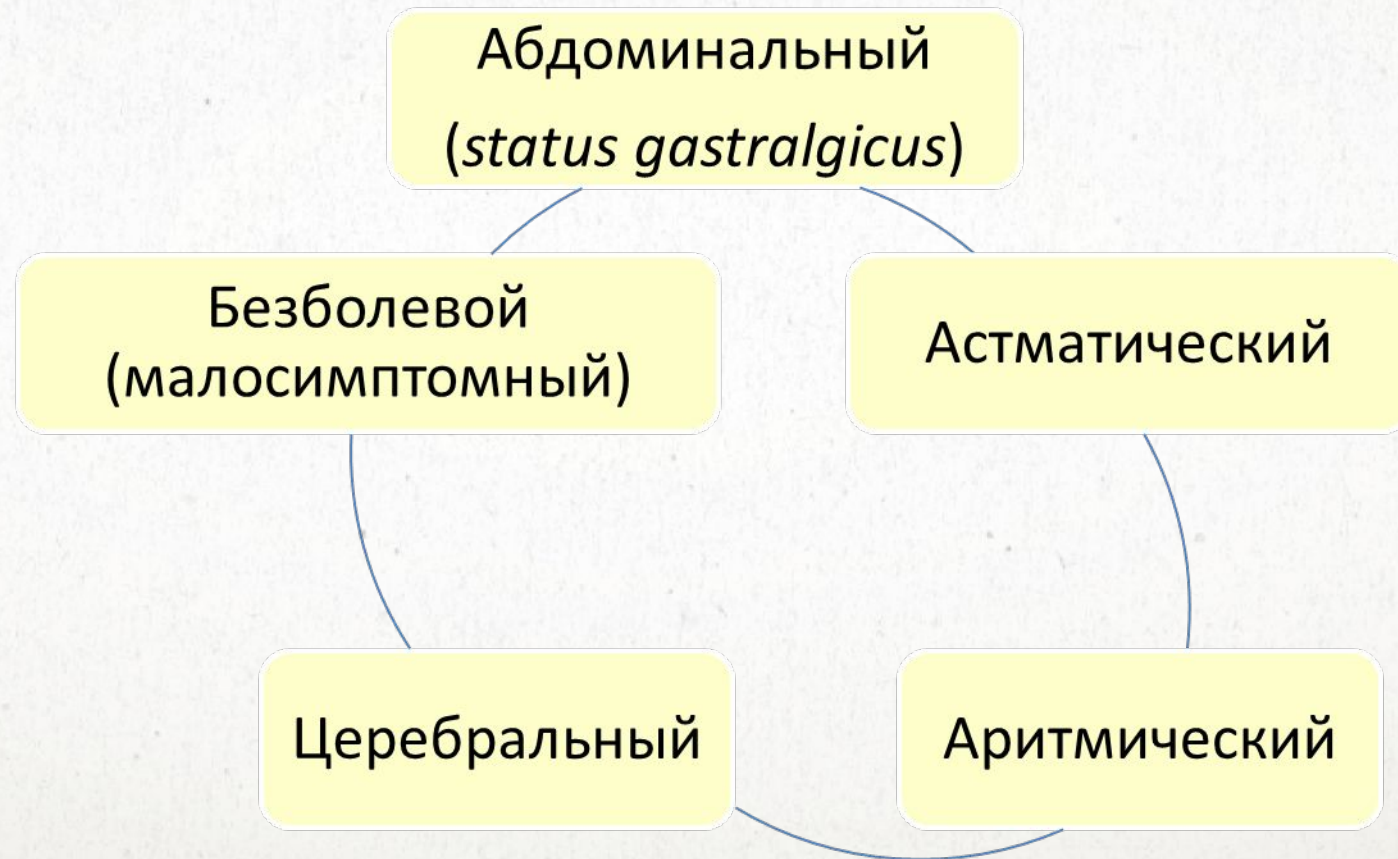 Абдоминальный
(status gastralgicus)
Безболевой
(малосимптомный)
Астматический
Церебральный
Аритмический